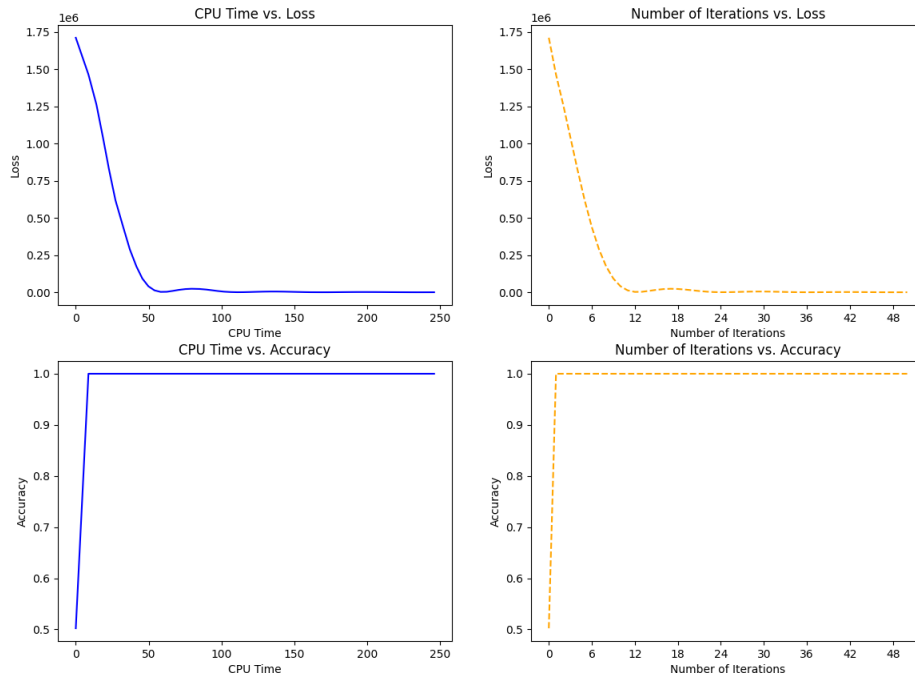 CPU Time vs. Loss
1e6
1.75
1.50
1.25
1.00
0.75
0.50
0.25
0.00
Loss
0 50 100 150 200 250
CPU Time
Number of Iterations vs. Loss
1e6
1.75
1.50
1.25
1.00
0.75
0.50
0.25
0.00
Loss
0 6 12 18 24 30 36 42 48
Number of Iterations
CPU Time vs. Accuracy
1.0
0.9
0.8
0.7
0.6
0.5
Accuracy
0 50 100 150 200 250
CPU Time
Number of Iterations vs. Accuracy
1.0
0.9
0.8
0.7
0.6
0.5
Accuracy
0 6 12 18 24 30 36 42 48
Number of Iterations